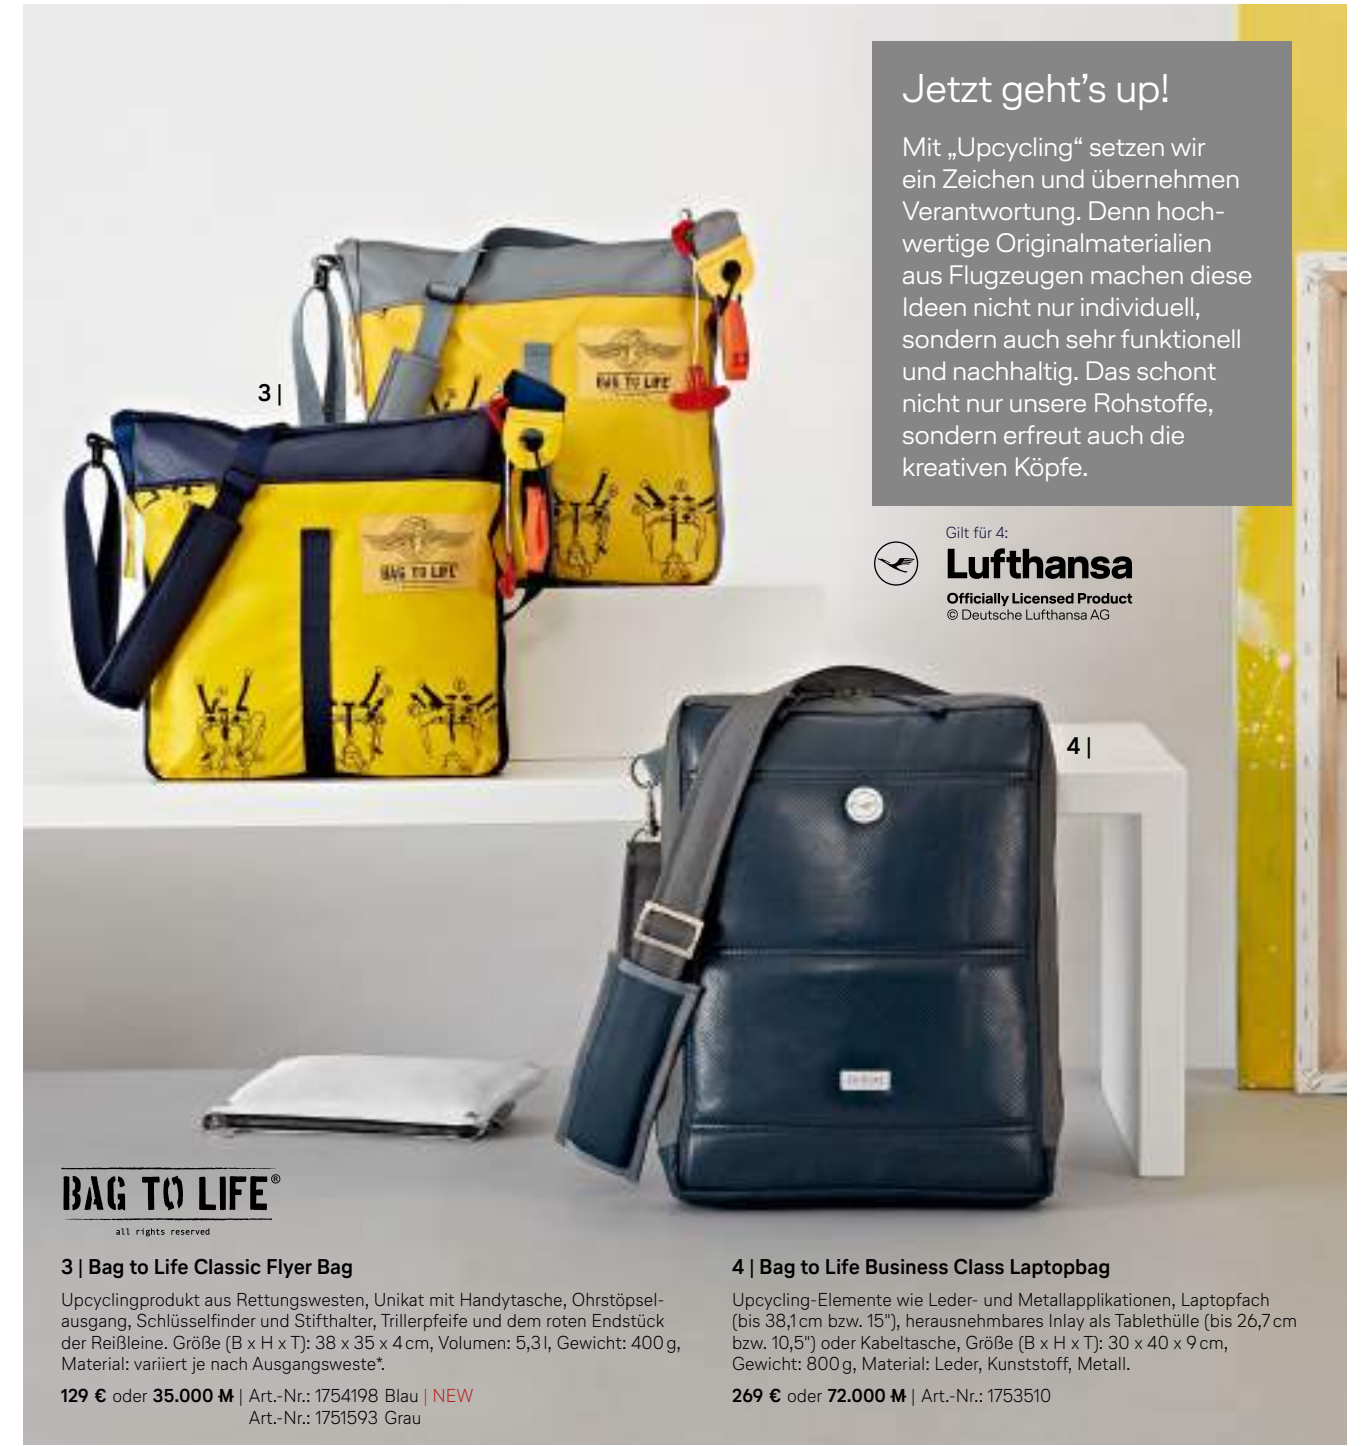 Jetzt geht's up!
Mit „Upcycling“ setzen wir
ein Zeichen und übernehmen
Verantwortung. Denn hoch-
wertige Originalmaterialien
aus Flugzeugen machen diese
Ideen nicht nur individuell,
sondern auch sehr funktionell
und nachhaltig. Das schont
nicht nur unsere Rohstoffe,
sondern erfreut auch die
kreativen Köpfe.
Gilt für 4:
Lufthansa
Officially Licensed Product
© Deutsche Lufthansa AG
3 |
BAG TO LIFE
BAG TO LIFE
4 |
BAG TO LIFE®
all rights reserved
3 | Bag to Life Classic Flyer Bag
Upcyclingprodukt aus Rettungswesten, Unikat mit Handytasche, Ohrstöpsel-
ausgang, Schlüsselfinder und Stifthalter, Trillerpfeife und dem roten Endstück
der Reißleine. Größe (B x H x T): 38 x 35 x 4 cm, Volumen: 5,3 l, Gewicht: 400 g,
Material: variiert je nach Ausgangsweste*.
129 € oder 35.000 M | Art.-Nr.: 1754198 Blau | NEW
Art.-Nr.: 1751593 Grau
4 | Bag to Life Business Class Laptopbag
Upcycling-Elemente wie Leder- und Metallapplikationen, Laptopfach
(bis 38,1 cm bzw. 15"), herausnehmbares Inlay als Tablethülle (bis 26,7 cm
bzw. 10,5") oder Kabeltasche, Größe (B x H x T): 30 x 40 x 9 cm,
Gewicht: 800 g, Material: Leder, Kunststoff, Metall.
269 € oder 72.000 M | Art.-Nr.: 1753510